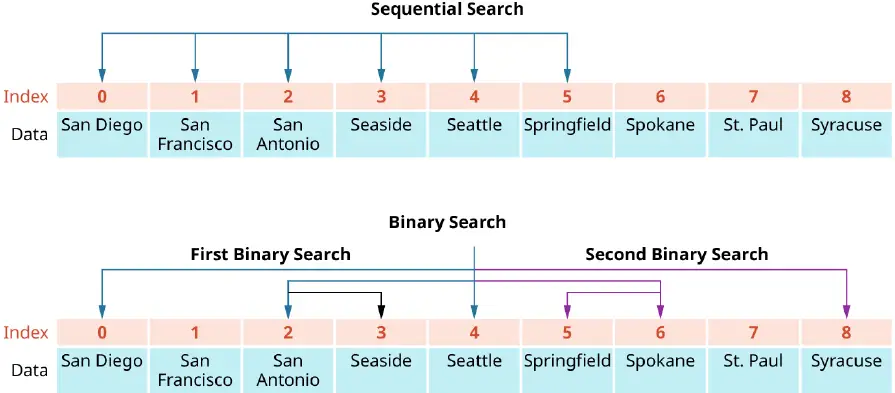 Sequential Search
Index 0 1 2 3 4 5 6 7 8
Data San Diego San Francisco San Antonio Seaside Seattle Springfield Spokane St. Paul Syracuse
Binary Search
First Binary Search Second Binary Search
Index 0 1 2 3 4 5 6 7 8
Data San Diego San Francisco San Antonio Seaside Seattle Springfield Spokane St. Paul Syracuse